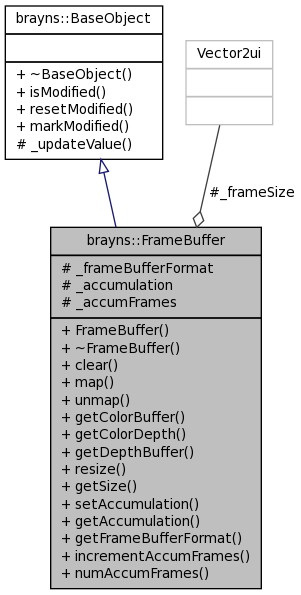 brayns::BaseObject
+ ~BaseObject()
+ isModified()
+ resetModified()
+ markModified()
# _updateValue()
Vector2ui
#_frameSize
brayns::FrameBuffer
# _frameBufferFormat
# _accumulation
# _accumFrames
+ FrameBuffer()
+ ~FrameBuffer()
+ clear()
+ map()
+ unmap()
+ getColorBuffer()
+ getColorDepth()
+ getDepthBuffer()
+ resize()
+ getSize()
+ setAccumulation()
+ getAccumulation()
+ getFrameBufferFormat()
+ incrementAccumFrames()
+ numAccumFrames()